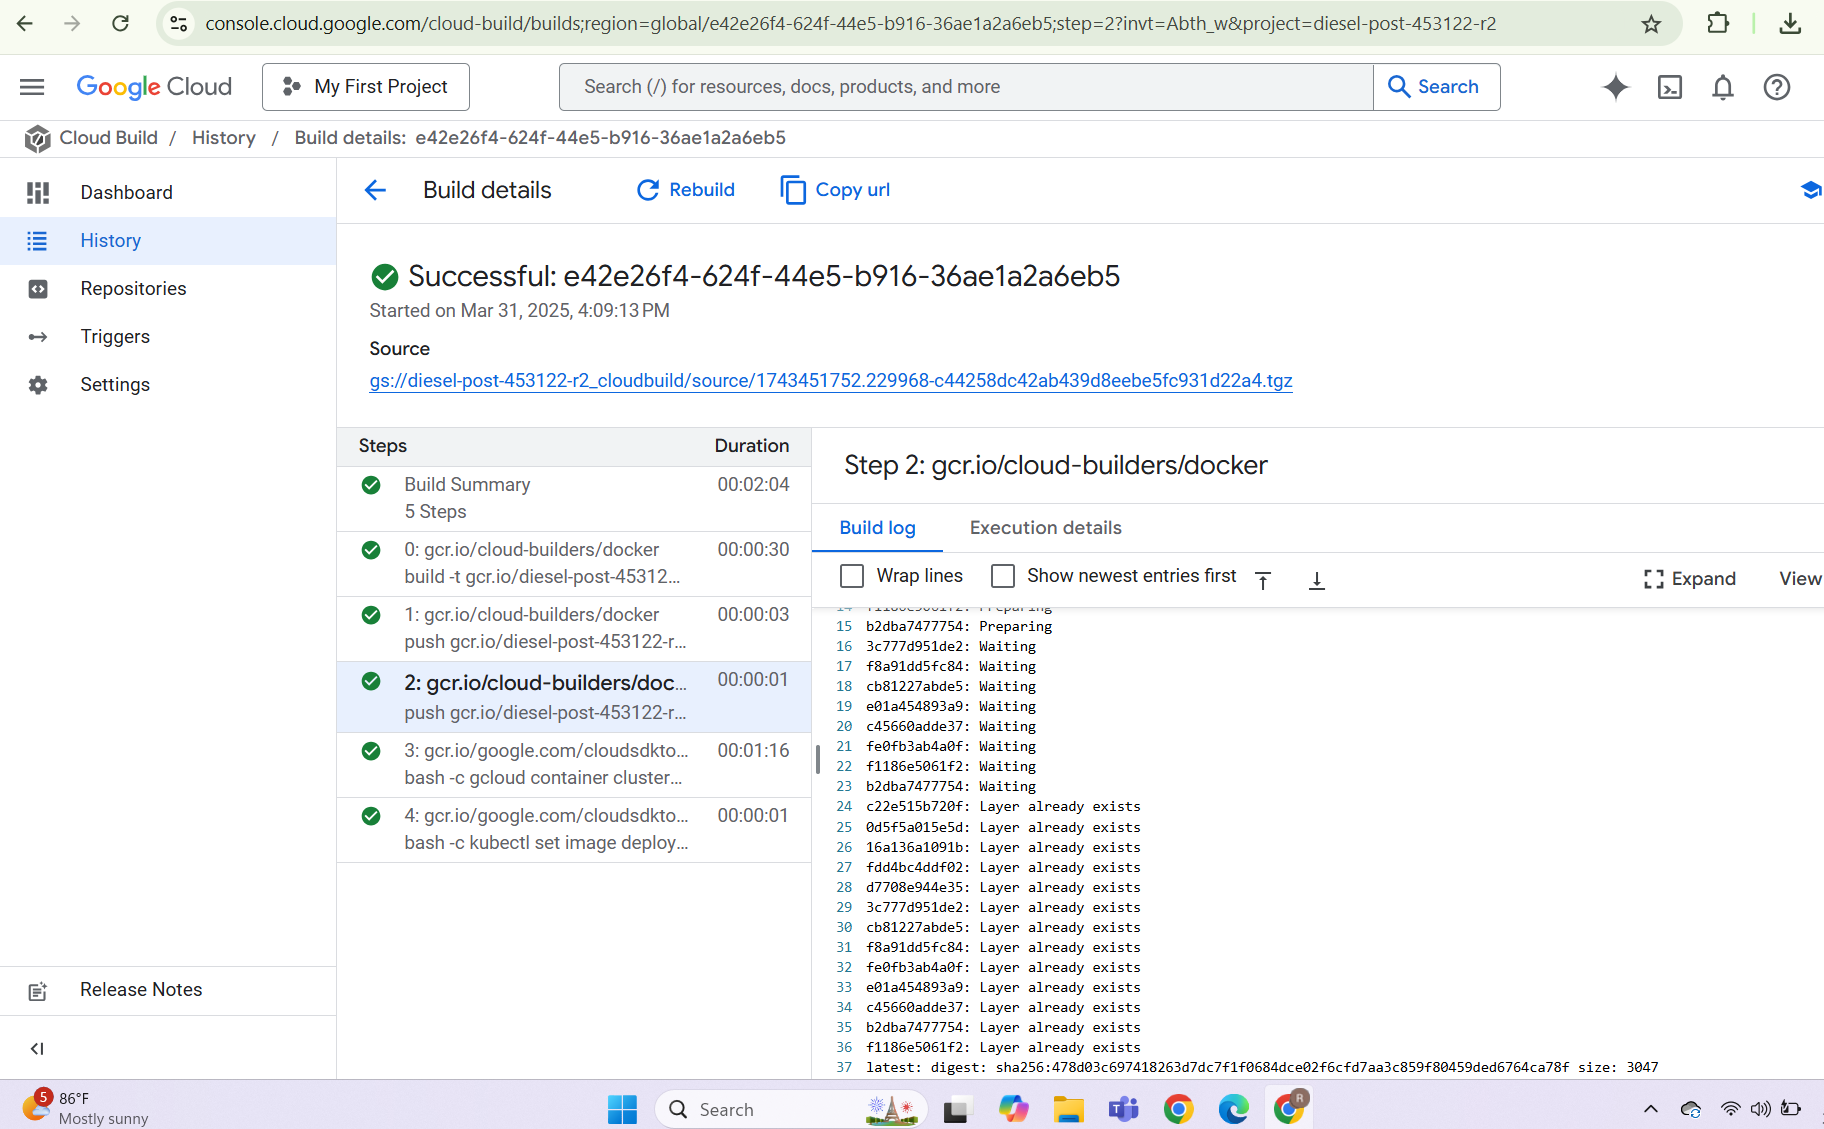 console.cloud.google.com/cloud-build/builds;region=global/e42e26f4-624f-44e5-b916-36ae1a2a6eb5;step=2?invt=Abth_w&project=diesel-post-453122-r2
Google Cloud
My First Project
Search (/) for resources, docs, products, and more
Search
Cloud Build / History / Build details: e42e26f4-624f-44e5-b916-36ae1a2a6eb5
Dashboard
History
Repositories
Triggers
Settings
Release Notes
Build details
Rebuild
Copy url
Successful: e42e26f4-624f-44e5-b916-36ae1a2a6eb5
Started on Mar 31, 2025, 4:09:13 PM
Source
gs://diesel-post-453122-r2_cloudbuild/source/1743451752.229968-c44258dc42ab439d8eebe5fc931d22a4.tgz
Steps Duration
Build Summary 00:02:04
5 Steps
0: gcr.io/cloud-builders/docker 00:00:30
build -t gcr.io/diesel-post-45312...
1: gcr.io/cloud-builders/docker 00:00:03
push gcr.io/diesel-post-453122-r...
2: gcr.io/cloud-builders/doc... 00:00:01
push gcr.io/diesel-post-453122-r...
3: gcr.io/google.com/cloudsdkto... 00:01:16
bash -c gcloud container cluster...
4: gcr.io/google.com/cloudsdkto... 00:00:01
bash -c kubectl set image deploy...
Step 2: gcr.io/cloud-builders/docker
Build log
Execution details
Wrap lines
Show newest entries first
Expand
View
14 f1186e5061f2: Preparing
15 b2dba7477754: Preparing
16 3c777d951de2: Waiting
17 f8a91dd5fc84: Waiting
18 cb81227abde5: Waiting
19 e01a454893a9: Waiting
20 c45660adde37: Waiting
21 fe0fb3ab4a0f: Waiting
22 f1186e5061f2: Waiting
23 b2dba7477754: Waiting
24 c22e515b720f: Layer already exists
25 0d5f5a015e5d: Layer already exists
26 16a136a1091b: Layer already exists
27 fdd4bc4ddf02: Layer already exists
28 d7708e944e35: Layer already exists
29 3c777d951de2: Layer already exists
30 cb81227abde5: Layer already exists
31 f8a91dd5fc84: Layer already exists
32 fe0fb3ab4a0f: Layer already exists
33 e01a454893a9: Layer already exists
34 c45660adde37: Layer already exists
35 b2dba7477754: Layer already exists
36 f1186e5061f2: Layer already exists
37 latest: digest: sha256:478d03c697418263d7dc7f1f0684dce02f6cfd7aa3c859f80459ded6764ca78f size: 3047
5
86°F
Mostly sunny
Search
R